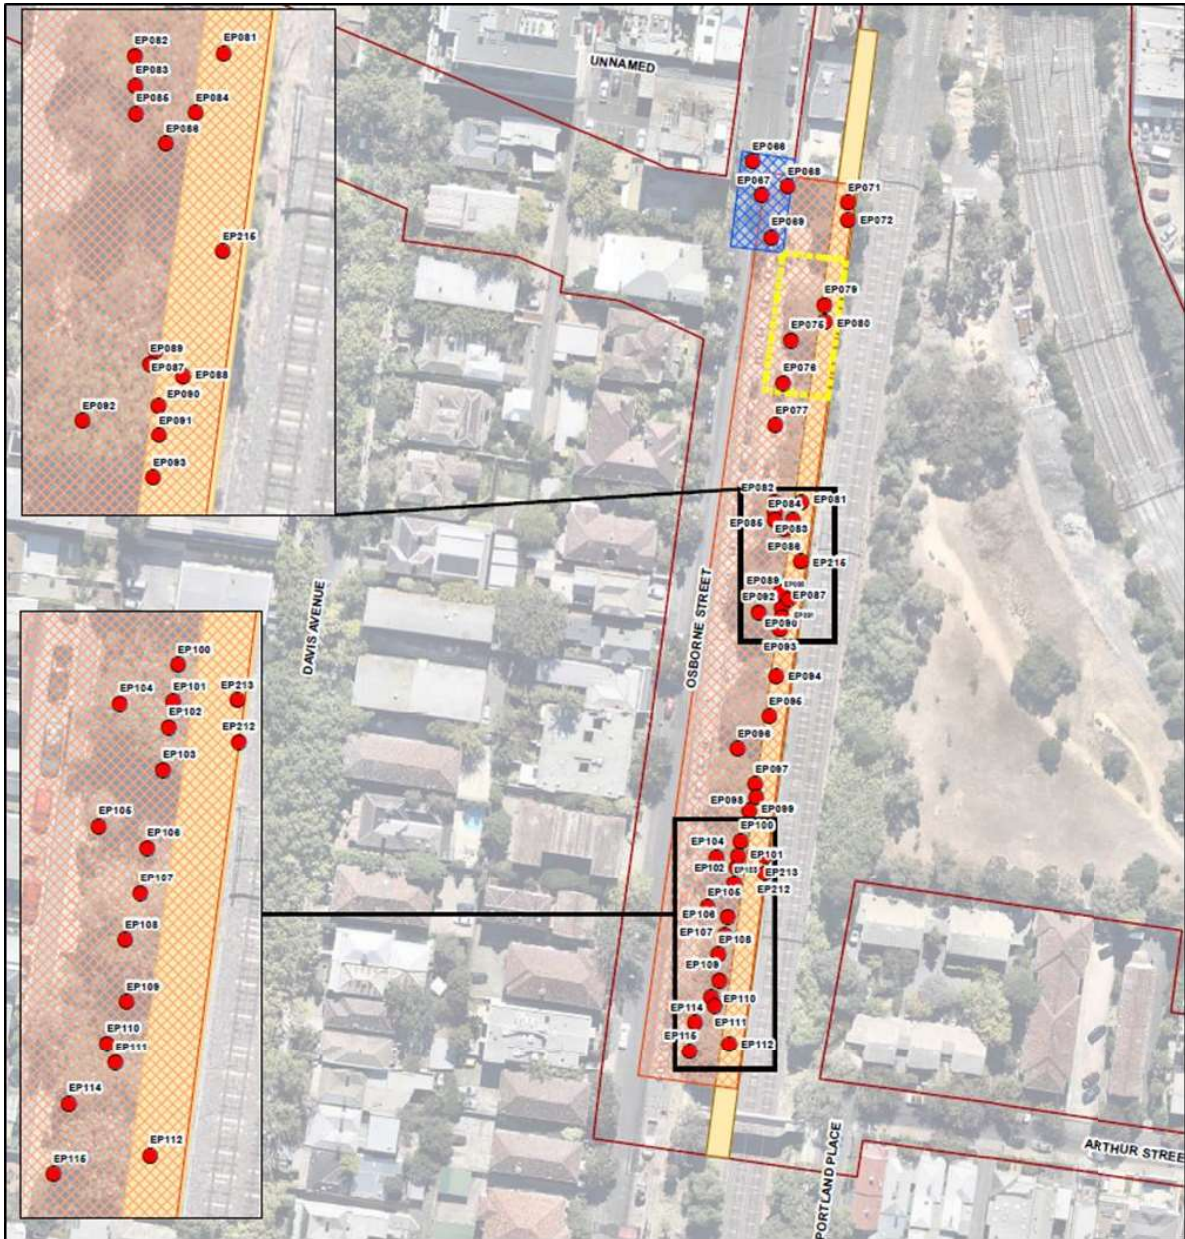 EP082
EP081
EP083
EP085
EP084
EP086
EP215
EP089
EP087
EP088
EP090
EP092
EP091
EP093
UNNAMED
EP066
EP067
EP068
EP069
EP071
EP072
EP079
EP075
EP080
EP076
EP077
EP082
EP081
EP084
EP085
EP083
EP086
EP215
EP089
EP092
EP087
EP091
EP090
EP093
EP094
EP095
EP096
EP097
EP098
EP099
EP100
EP104
EP101
EP102
EP103
EP213
EP212
EP105
EP106
EP107
EP108
EP109
EP110
EP114
EP111
EP115
EP112
OSBORNE STREET
DAVIS AVENUE
EP100
EP104
EP101
EP213
EP102
EP212
EP103
EP105
EP106
EP107
EP108
EP109
EP110
EP111
EP114
EP112
EP115
PORTLAND PLACE
ARTHUR STREE